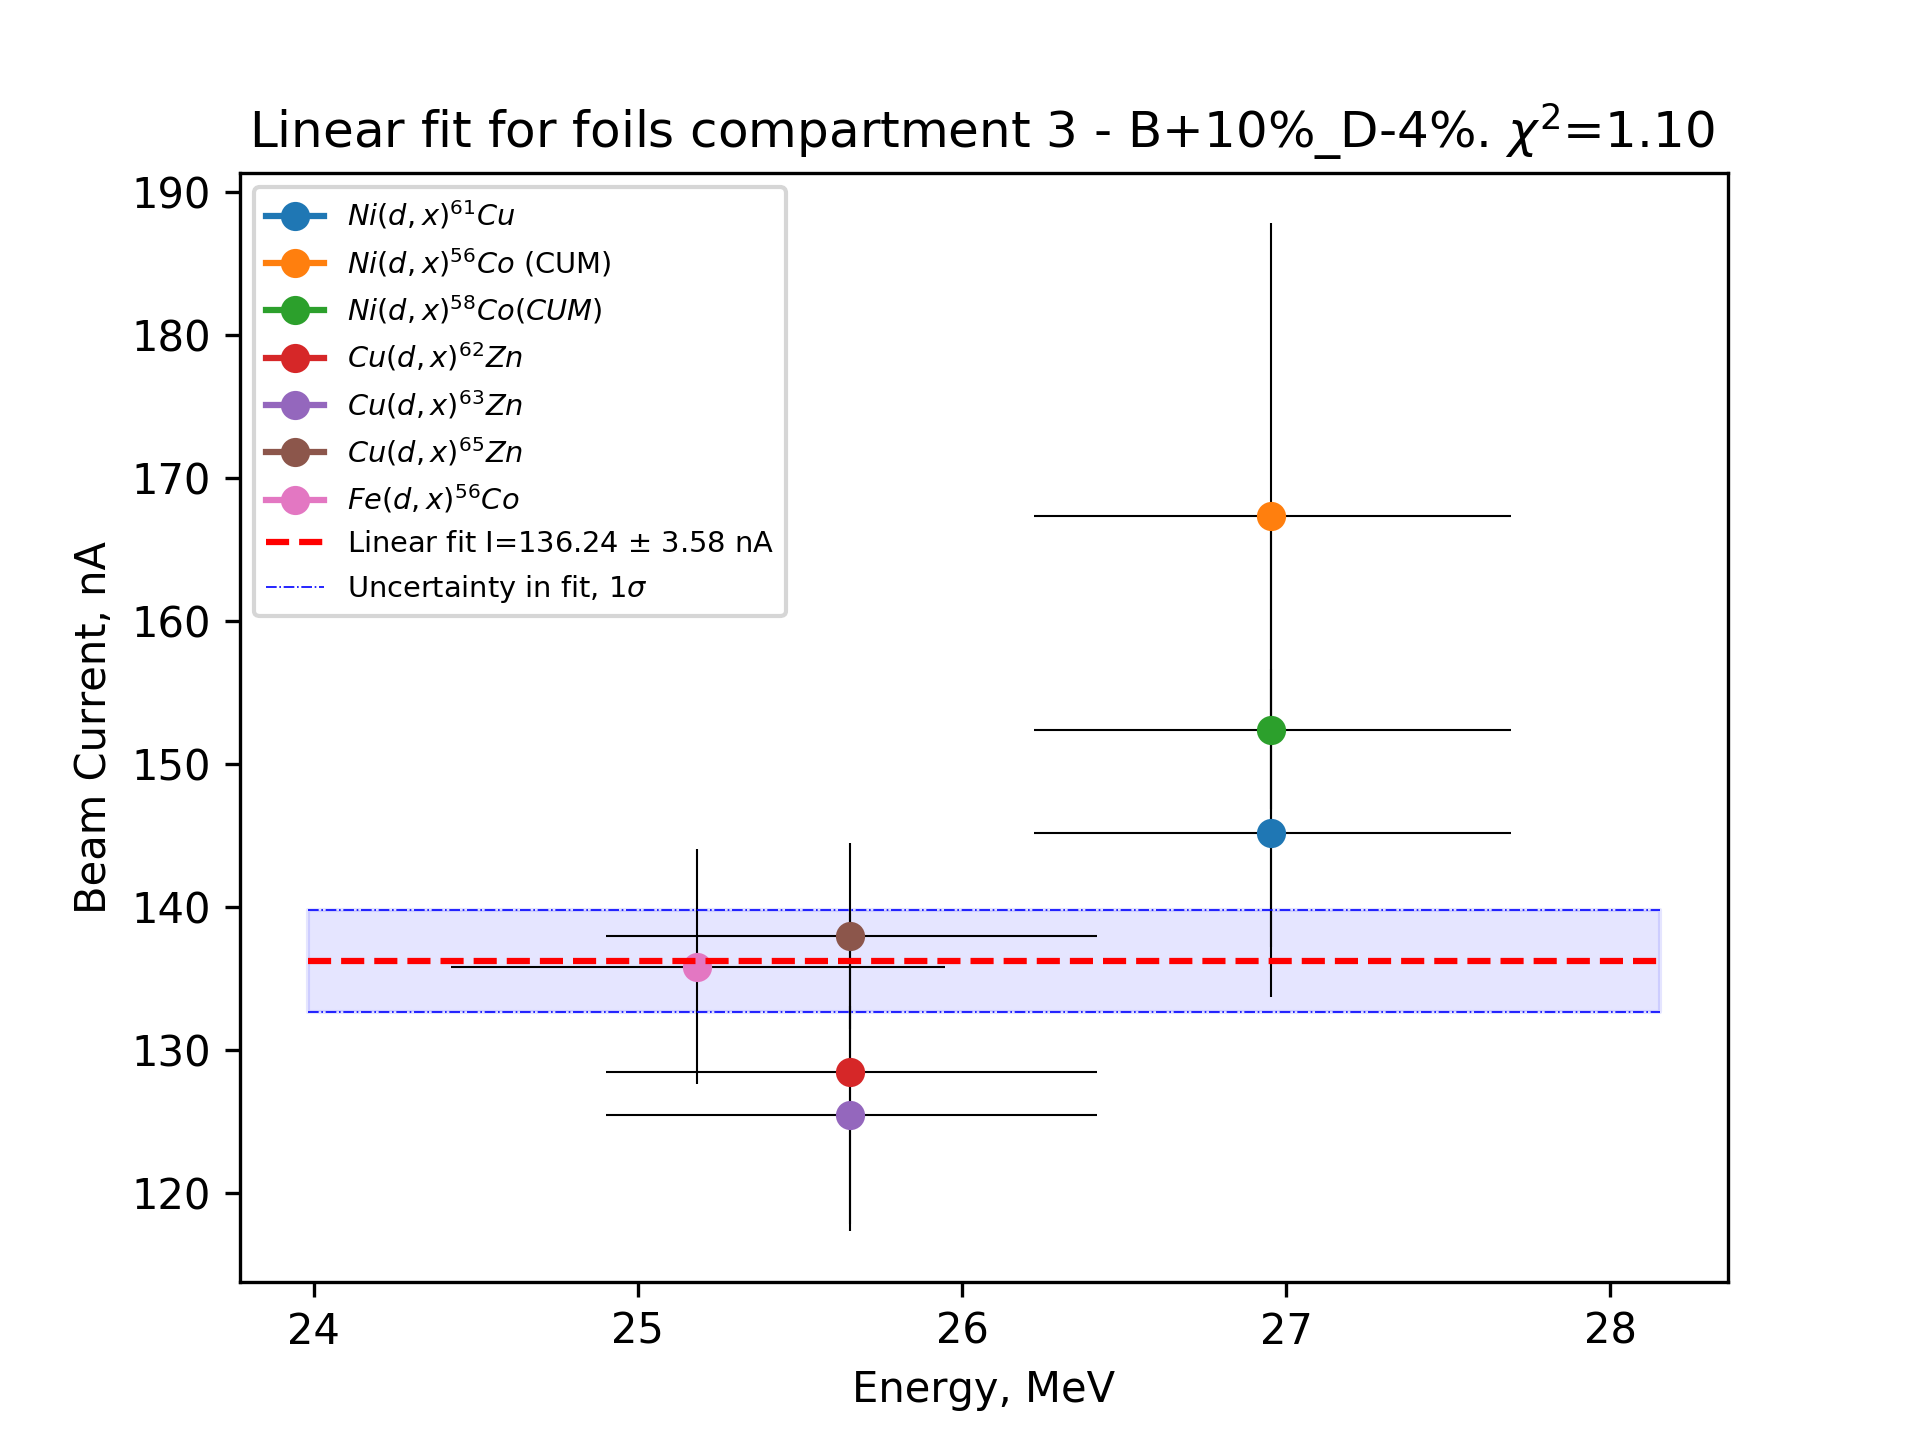 Linear fit for foils compartment 3 - B+10%_D-4%. χ²=1.10
190
180
170
160
150
140
130
120
Beam Current, nA
Ni(d, x)⁶¹Cu
Ni(d, x)⁵⁶Co (CUM)
Ni(d, x)⁵⁸Co(CUM)
Cu(d, x)⁶²Zn
Cu(d, x)⁶³Zn
Cu(d, x)⁶⁵Zn
Fe(d, x)⁵⁶Co
Linear fit I=136.24 ± 3.58 nA
Uncertainty in fit, 1σ
24 25 26 27 28
Energy, MeV